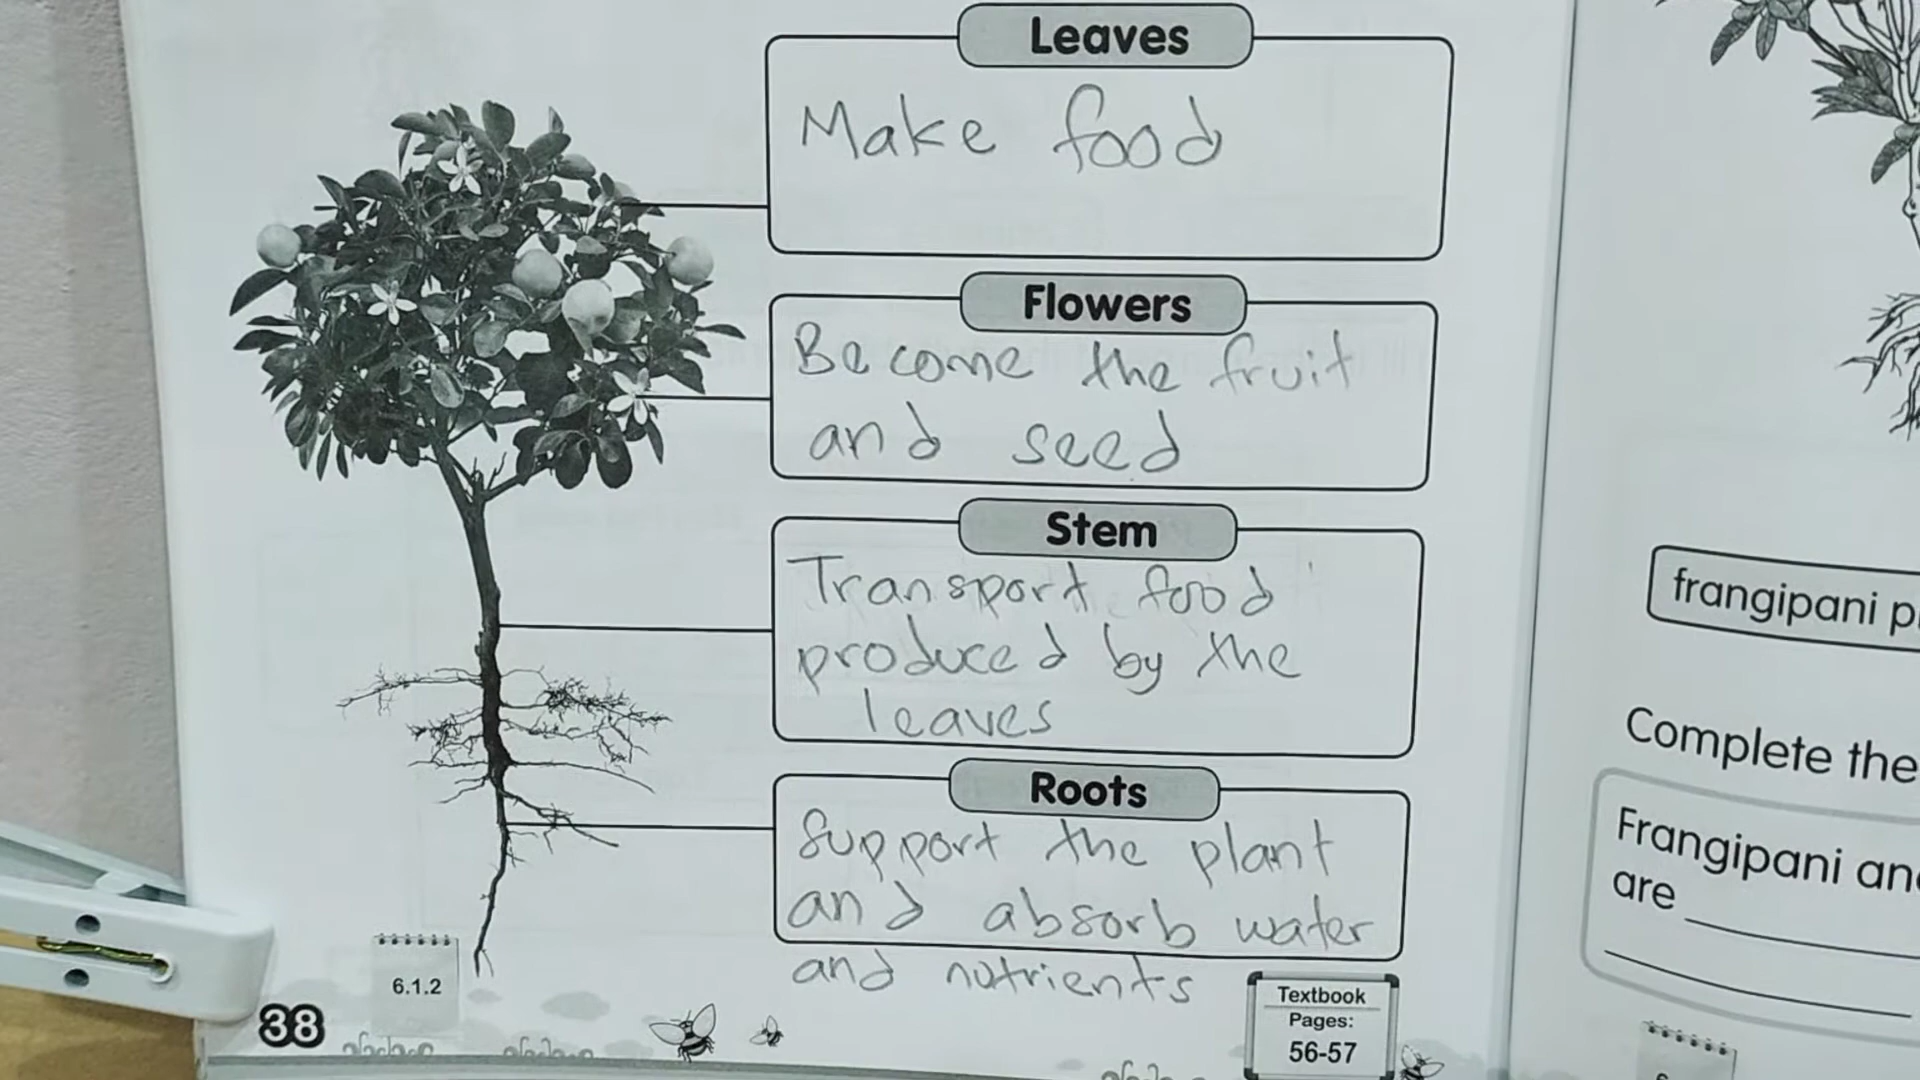 Leaves
Make food
Flowers
Become the fruit
and seed
Stem
Transport food
produced by the
leaves
Roots
Support the plant
and absorb water
and nutrients
6.1.2
38
Textbook
Pages:
56-57
frangipani
Complete the
Frangipani
are